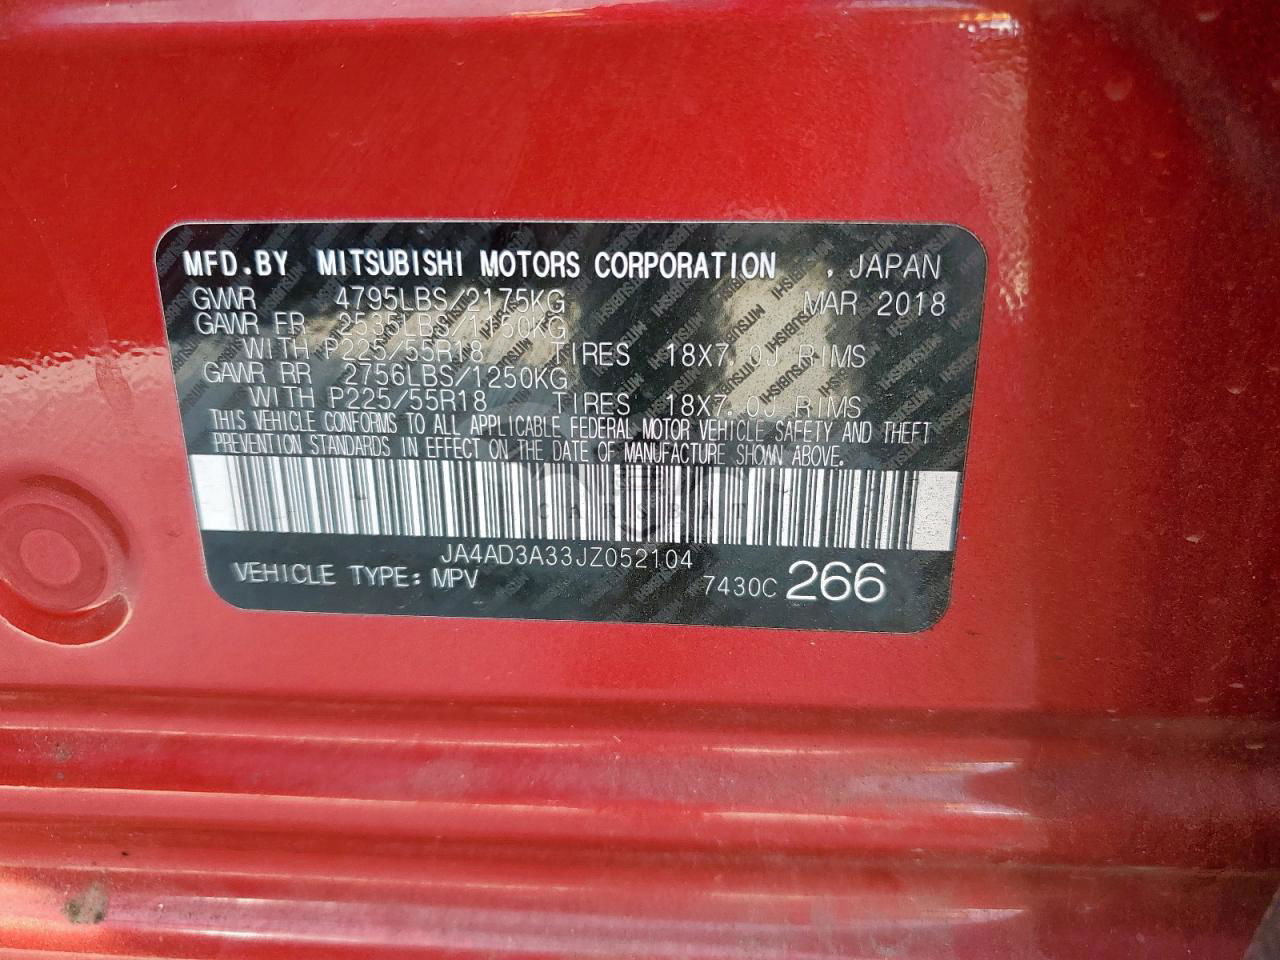 MFD.BY MITSUBISHI MOTORS CORPORATION , JAPAN
GVWR 4795LBS/2175KG MAR 2018
GAWR FR 2535LBS/1150KG
WITH P225/55R18 TIRES 18X7.0J RIMS
GAWR RR 2756LBS/1250KG
WITH P225/55R18 TIRES 18X7.0J RIMS
THIS VEHICLE CONFORMS TO ALL APPLICABLE FEDERAL MOTOR VEHICLE SAFETY AND THEFT
PREVENTION STANDARDS IN EFFECT ON THE DATE OF MANUFACTURE SHOWN ABOVE.
JA4AD3A33JZ052104
VEHICLE TYPE: MPV 7430C 266